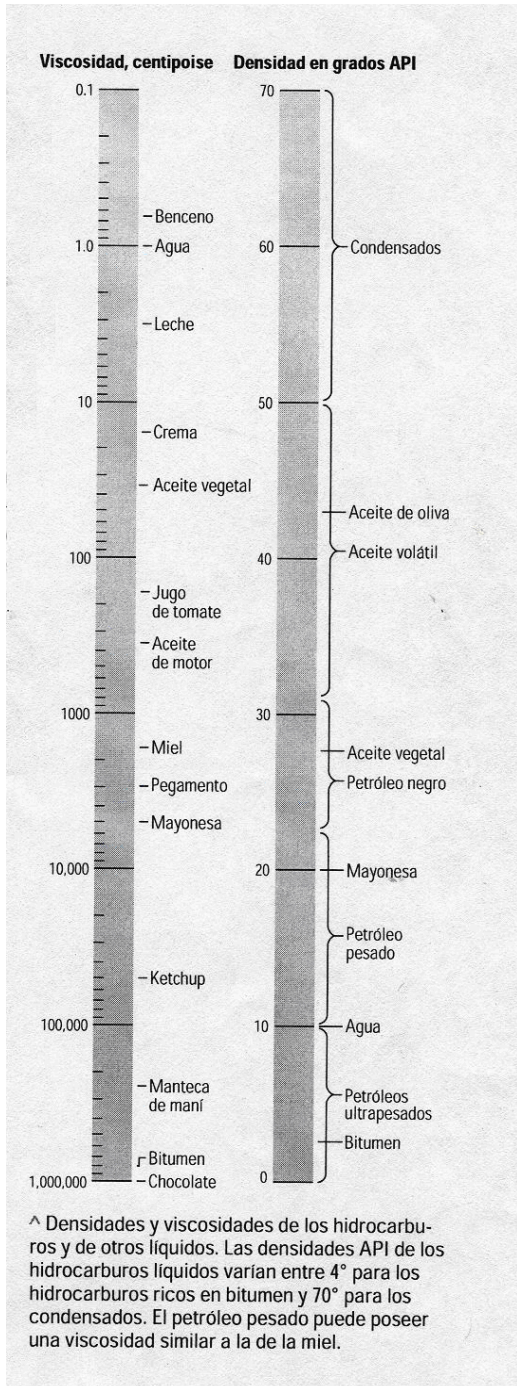 Viscosidad, centipoise
0.1
Benceno
1.0
Agua
Leche
10
Crema
Aceite vegetal
100
Jugo
de tomate
Aceite
de motor
1000
Miel
Pegamento
Mayonesa
10,000
Ketchup
100,000
Manteca
de maní
Bitumen
1,000,000
Chocolate
Densidad en grados API
70
60
Condensados
50
Aceite de oliva
40
Aceite volátil
30
Aceite vegetal
Petróleo negro
20
Mayonesa
Petróleo
pesado
10
Agua
Petróleos
ultrapesados
Bitumen
0
^ Densidades y viscosidades de los hidrocarbu-
ros y de otros líquidos. Las densidades API de los
hidrocarburos líquidos varían entre 4° para los
hidrocarburos ricos en bitumen y 70° para los
condensados. El petróleo pesado puede poseer
una viscosidad similar a la de la miel.